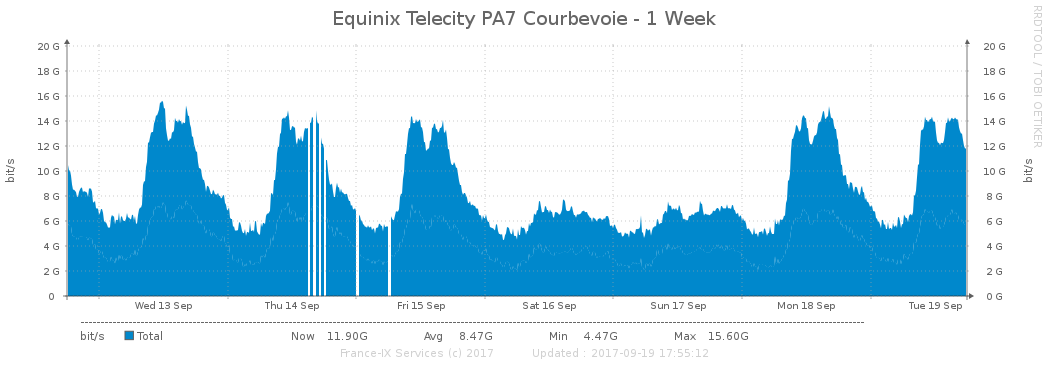 Equinix Telecity PA7 Courbevoie - 1 Week
RRDTOOL / TOBI OETIKER
bit/s
20 G 20 G
18 G 18 G
16 G 16 G
14 G 14 G
12 G 12 G
10 G 10 G
8 G 8 G
6 G 6 G
4 G 4 G
2 G 2 G
0 0 G
bit/s
Wed 13 Sep Thu 14 Sep Fri 15 Sep Sat 16 Sep Sun 17 Sep Mon 18 Sep Tue 19 Sep
bit/s Total Now 11.90G Avg 8.47G Min 4.47G Max 15.60G
France-IX Services (c) 2017 Updated : 2017-09-19 17:55:12